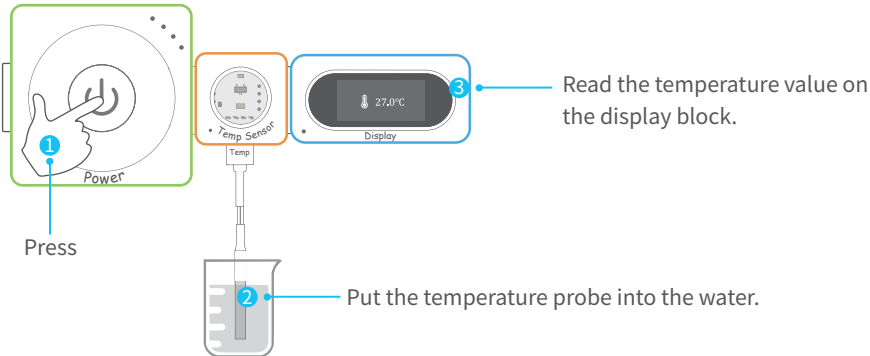 27.0°C
3
Read the temperature value on
the display block.
1
Power
Temp Sensor
Display
Temp
Press
2
Put the temperature probe into the water.